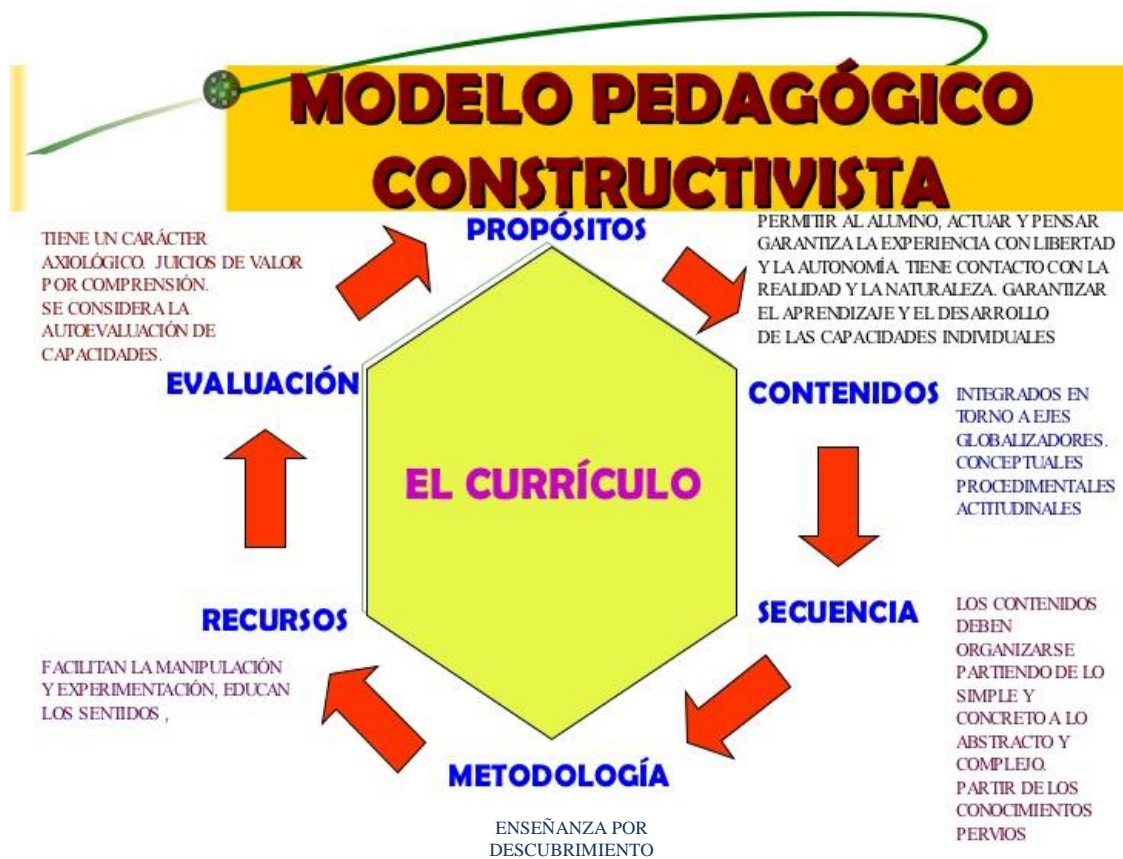 MODELO PEDAGÓGICO
CONSTRUCTIVISTA
PROPÓSITOS
PERMITIR AL ALUMNO, ACTUAR Y PENSAR
GARANTIZA LA EXPERIENCIA CON LIBERTAD
Y LA AUTONOMÍA. TIENE CONTACTO CON LA
REALIDAD Y LA NATURALEZA. GARANTIZAR
EL APRENDIZAJE Y EL DESARROLLO
DE LAS CAPACIDADES INDIVIDUALES
TIENE UN CARÁCTER
AXIOLÓGICO. JUICIOS DE VALOR
POR COMPRENSIÓN.
SE CONSIDERA LA
AUTOEVALUACIÓN DE
CAPACIDADES.
EVALUACIÓN
CONTENIDOS
INTEGRADOS EN
TORNO A EJES
GLOBALIZADORES.
CONCEPTUALES
PROCEDIMENTALES
ACTITUDINALES
EL CURRÍCULO
RECURSOS
SECUENCIA
LOS CONTENIDOS
DEBEN
ORGANIZARSE
PARTIENDO DE LO
SIMPLE Y
CONCRETO A LO
ABSTRACTO Y
COMPLEJO.
PARTIR DE LOS
CONOCIMIENTOS
PERVIOS
FACILITAN LA MANIPULACIÓN
Y EXPERIMENTACIÓN, EDUCAN
LOS SENTIDOS ,
METODOLOGÍA
ENSEÑANZA POR
DESCUBRIMIENTO